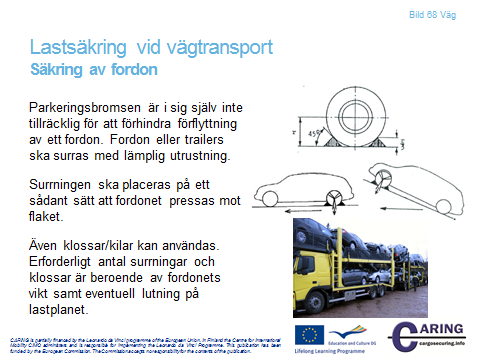 Bild 68 Väg
Lastsäkring vid vägtransport
Säkring av fordon
Parkeringsbromsen är i sig själv inte
tillräcklig för att förhindra förflyttning
av ett fordon. Fordon eller trailers
ska surras med lämplig utrustning.
Surrningen ska placeras på ett
sådant sätt att fordonet pressas mot
flaket.
Även klossar/kilar kan användas.
Erforderligt antal surrningar och
klossar är beroende av fordonets
vikt samt eventuell lutning på
lastplanet.
r
45°
r
3
CARING is partially financed by the Leonardo da Vinci programme of the European Union. In Finland the Centre for International
Mobility CIMO administers and is responsible for implementing the Leonardo da Vinci Programme. This publication has been
funded by the European Commission. The Commission accepts no responsibility for the contents of the publication.
Education and Culture DG
Lifelong Learning Programme
CARING
cargosecuring.info